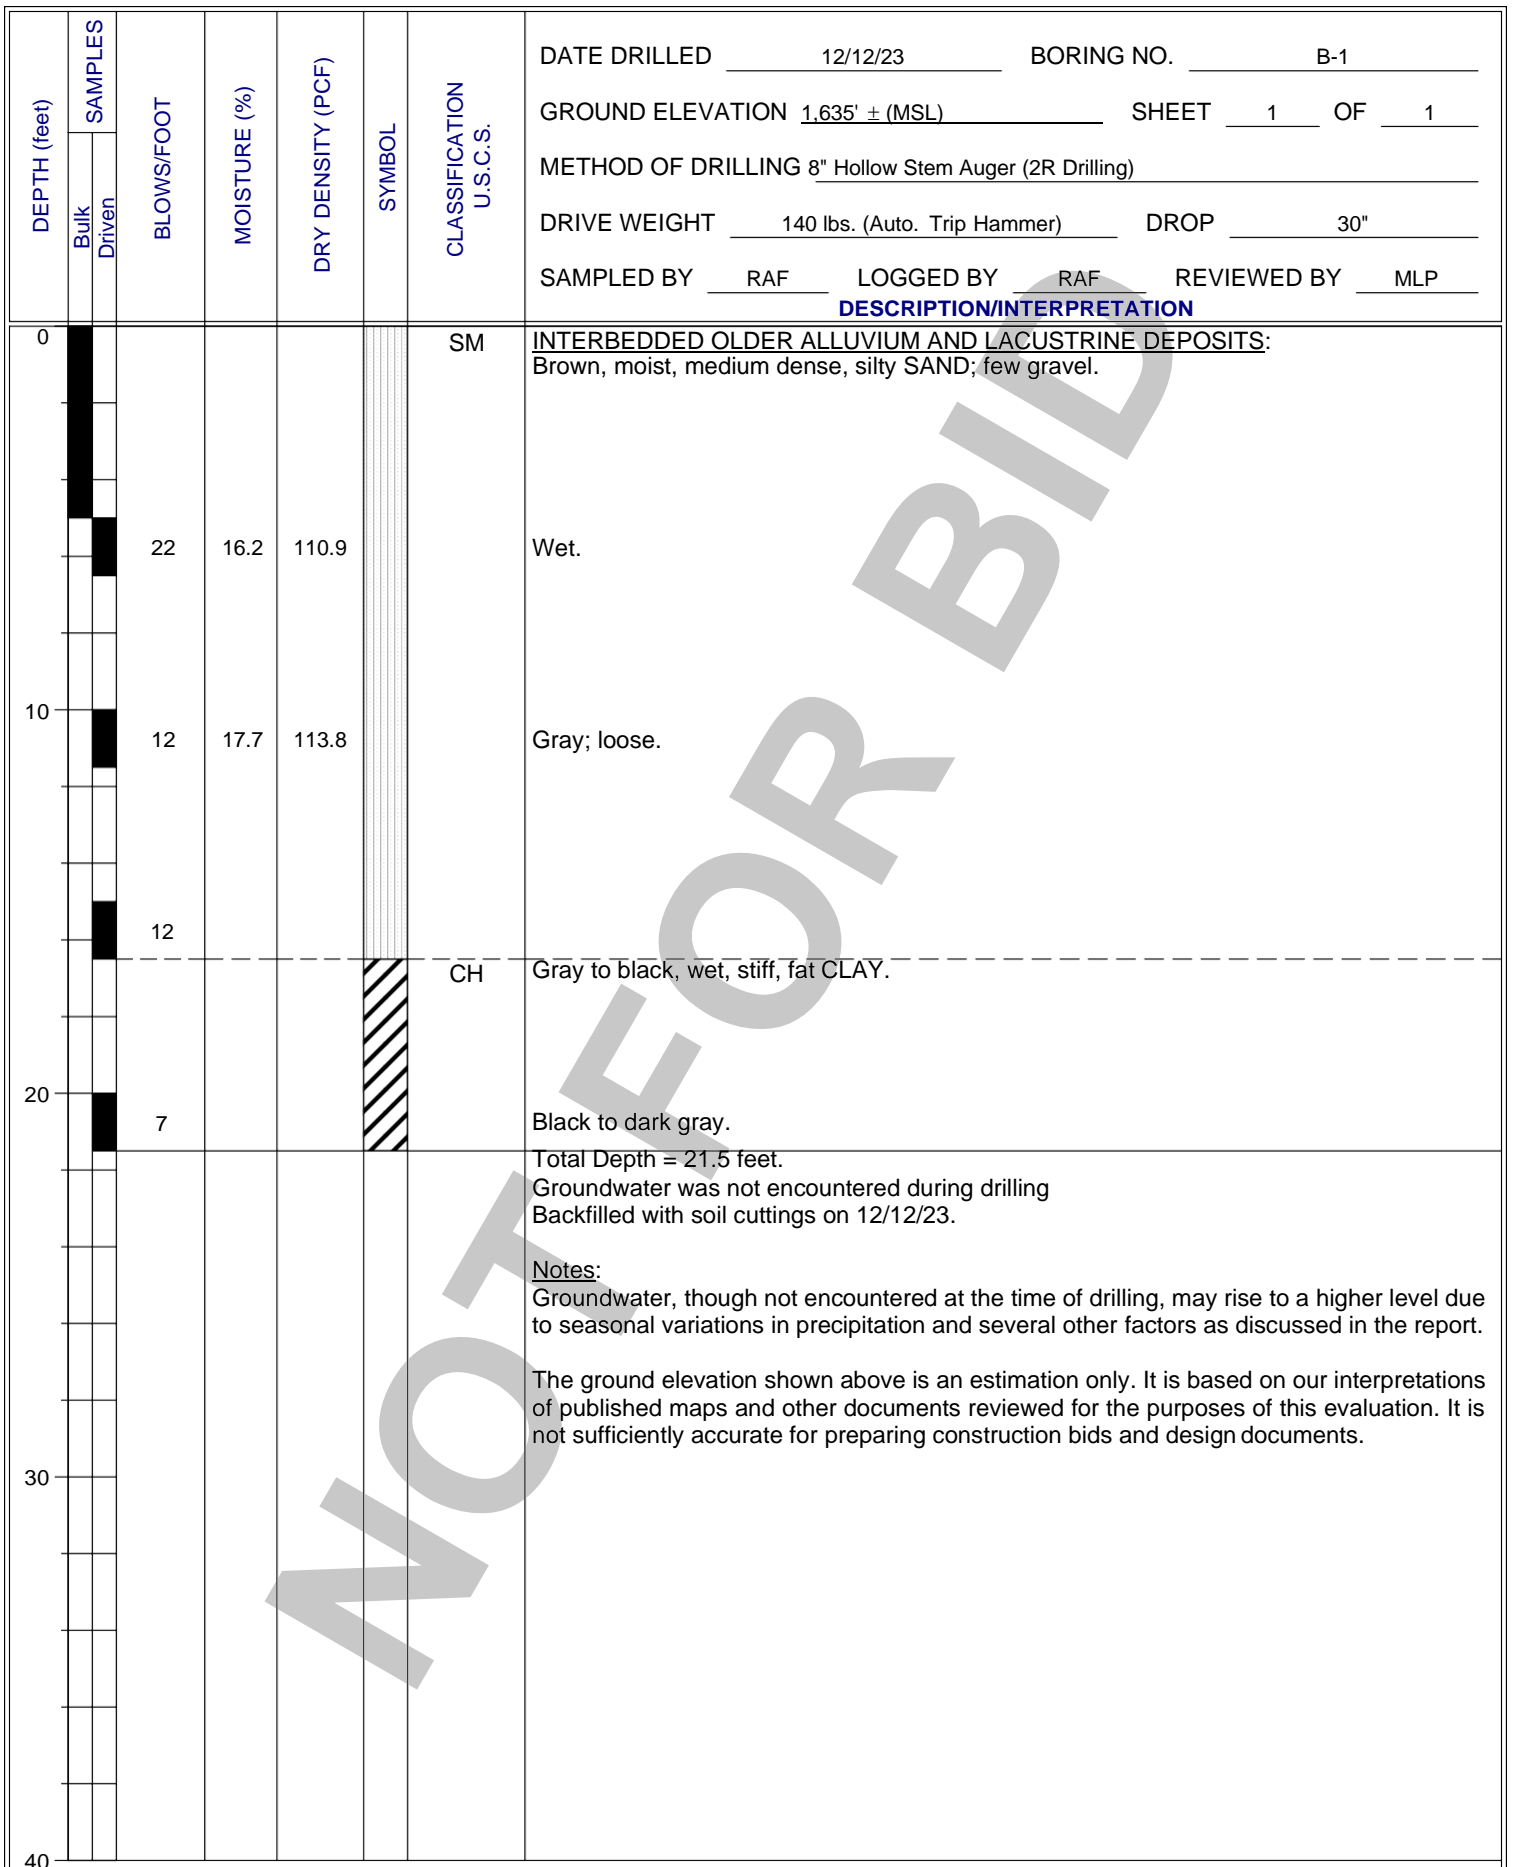 DEPTH (feet)
SAMPLES
Bulk
Driven
BLOWS/FOOT
MOISTURE (%)
DRY DENSITY (PCF)
SYMBOL
CLASSIFICATION
U.S.C.S.
DATE DRILLED 12/12/23 BORING NO. B-1
GROUND ELEVATION 1,635' ± (MSL) SHEET 1 OF 1
METHOD OF DRILLING 8" Hollow Stem Auger (2R Drilling)
DRIVE WEIGHT 140 lbs. (Auto. Trip Hammer) DROP 30"
SAMPLED BY RAF LOGGED BY RAF REVIEWED BY MLP
DESCRIPTION/INTERPRETATION
0 SM INTERBEDDED OLDER ALLUVIUM AND LACUSTRINE DEPOSITS:
Brown, moist, medium dense, silty SAND; few gravel.
22 16.2 110.9 Wet.
10
12 17.7 113.8 Gray; loose.
12
CH Gray to black, wet, stiff, fat CLAY.
20
7 Black to dark gray.
Total Depth = 21.5 feet.
Groundwater was not encountered during drilling
Backfilled with soil cuttings on 12/12/23.
Notes:
Groundwater, though not encountered at the time of drilling, may rise to a higher level due
to seasonal variations in precipitation and several other factors as discussed in the report.
The ground elevation shown above is an estimation only. It is based on our interpretations
of published maps and other documents reviewed for the purposes of this evaluation. It is
not sufficiently accurate for preparing construction bids and design documents.
30
40
NOT FOR BID